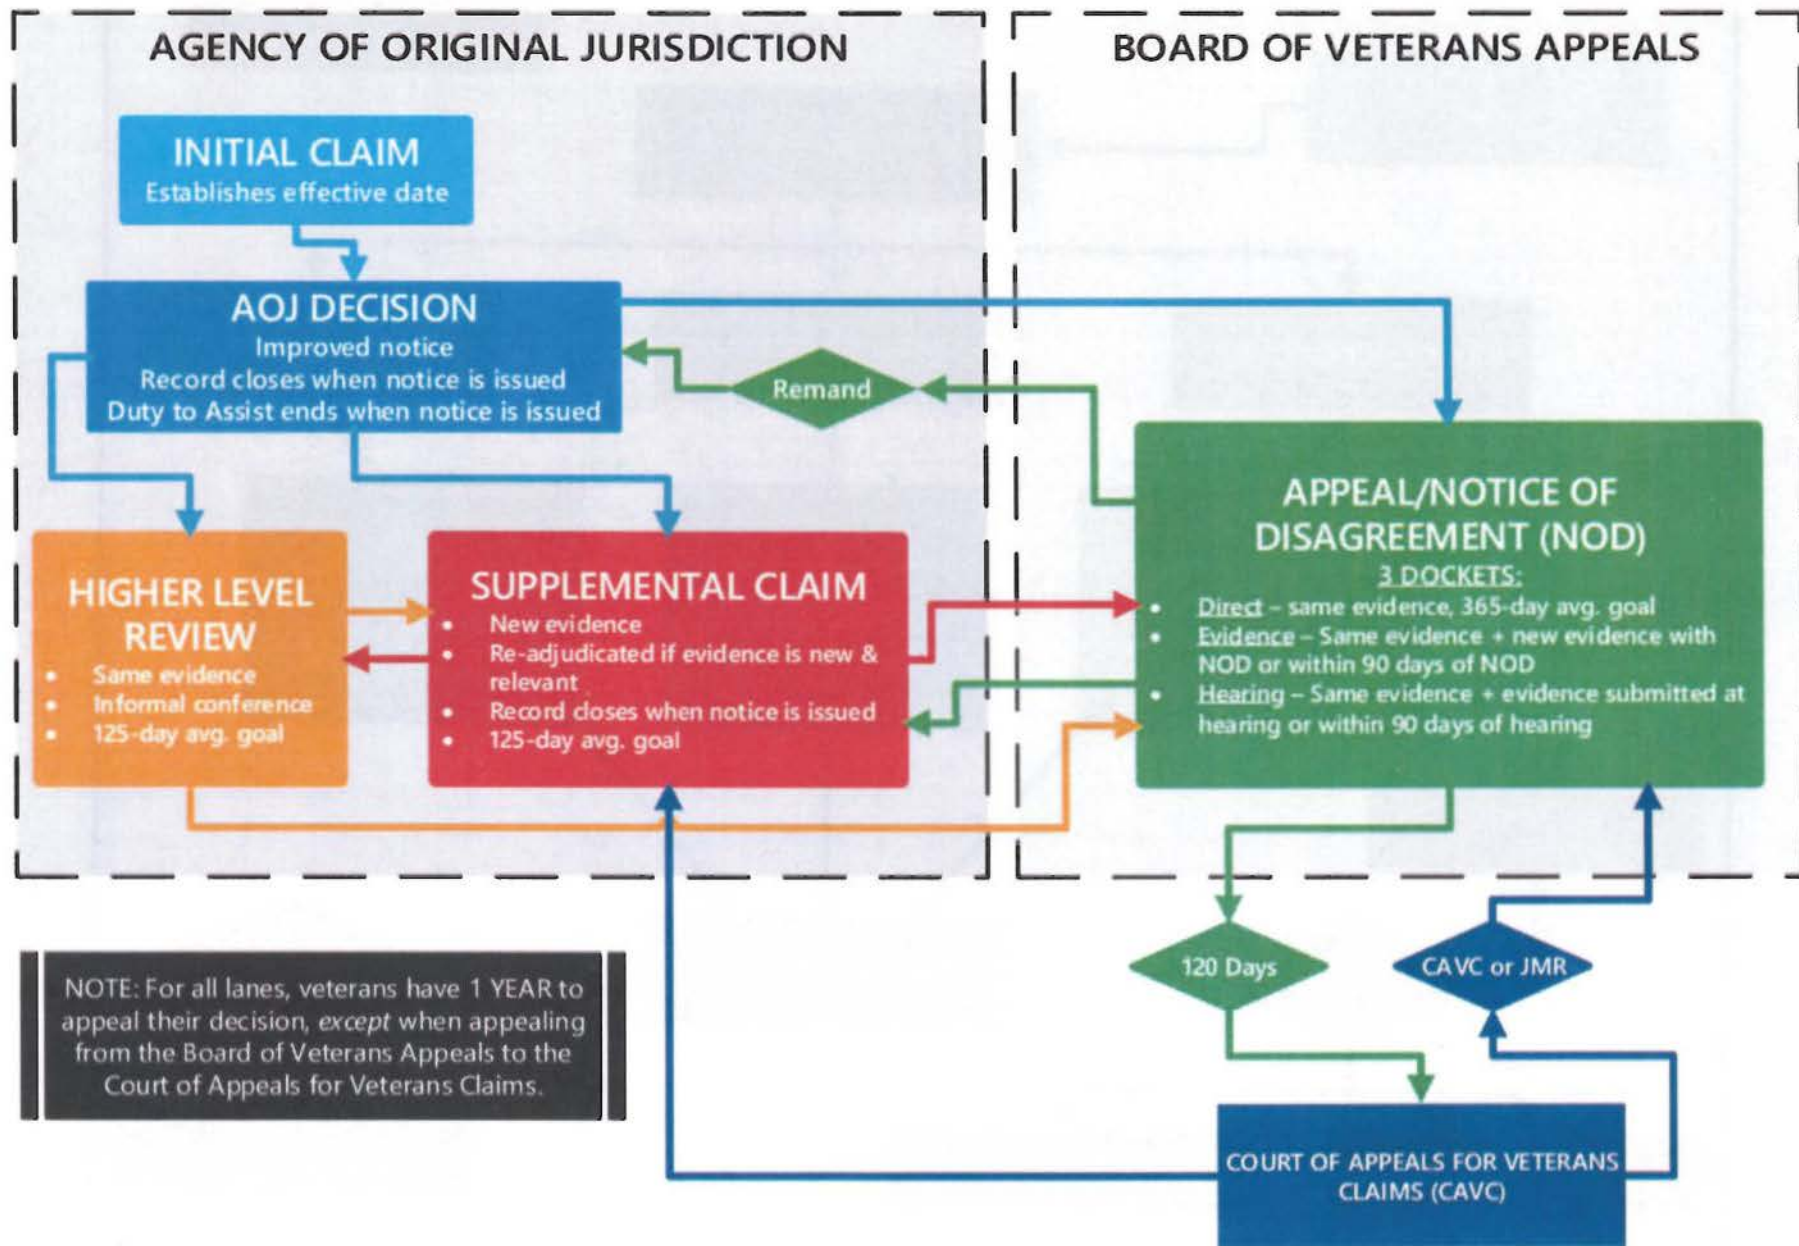 AGENCY OF ORIGINAL JURISDICTION
BOARD OF VETERANS APPEALS
INITIAL CLAIM
Establishes effective date
AOJ DECISION
Improved notice
Record closes when notice is issued
Duty to Assist ends when notice is issued
Remand
HIGHER LEVEL
REVIEW
• Same evidence
• Informal conference
• 125-day avg. goal
SUPPLEMENTAL CLAIM
• New evidence
• Re-adjudicated if evidence is new &
relevant
• Record closes when notice is issued
• 125-day avg. goal
APPEAL/NOTICE OF
DISAGREEMENT (NOD)
3 DOCKETS:
• Direct – same evidence, 365-day avg. goal
• Evidence – Same evidence + new evidence with
NOD or within 90 days of NOD
• Hearing – Same evidence + evidence submitted at
hearing or within 90 days of hearing
120 Days
CAVC or JMR
NOTE: For all lanes, veterans have 1 YEAR to
appeal their decision, except when appealing
from the Board of Veterans Appeals to the
Court of Appeals for Veterans Claims.
COURT OF APPEALS FOR VETERANS
CLAIMS (CAVC)